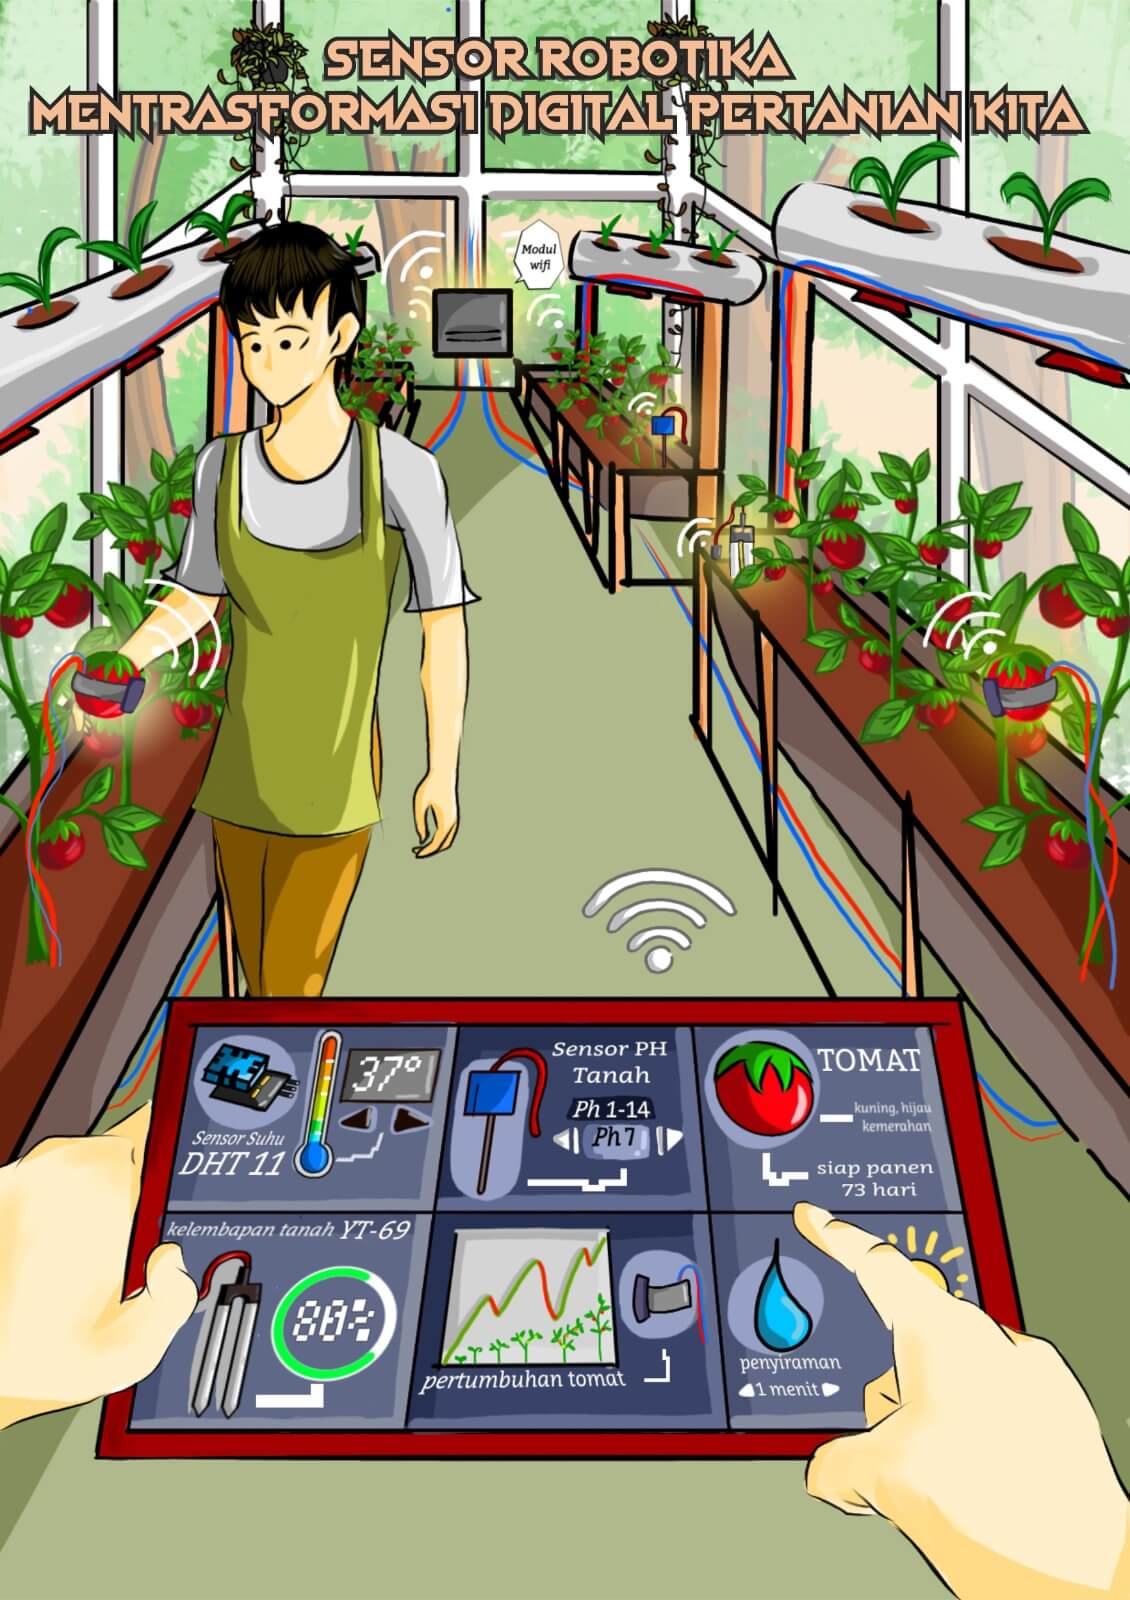 SENSOR ROBOTIKA
MENTRASFORMASI DIGITAL PERTANIAN KITA
Modul
wifi
37°
Sensor Suhu
DHT 11
Sensor PH
Tanah
Ph 1-14
Ph 7
TOMAT
kuning, hijau
kemerahan
siap panen
73 hari
kelembapan tanah YT-69
80%
pertumbuhan tomat
penyiraman
1 menit